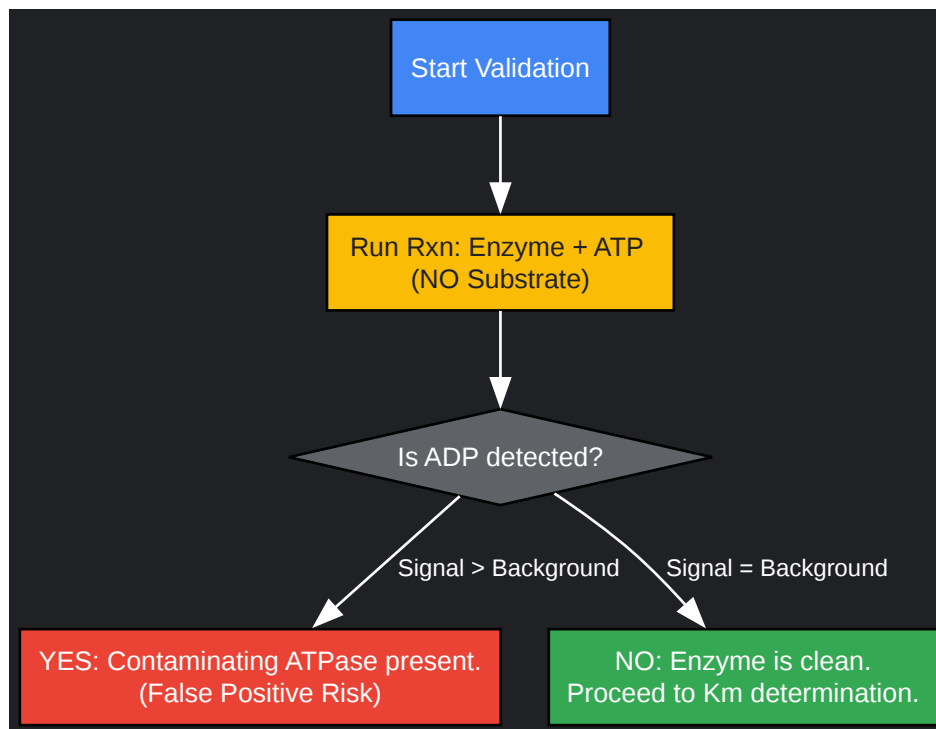 Start Validation
Run Rxn: Enzyme + ATP
(NO Substrate)
Is ADP detected?
Signal > Background
Signal = Background
YES: Contaminating ATPase present.
(False Positive Risk)
NO: Enzyme is clean.
Proceed to Km determination.